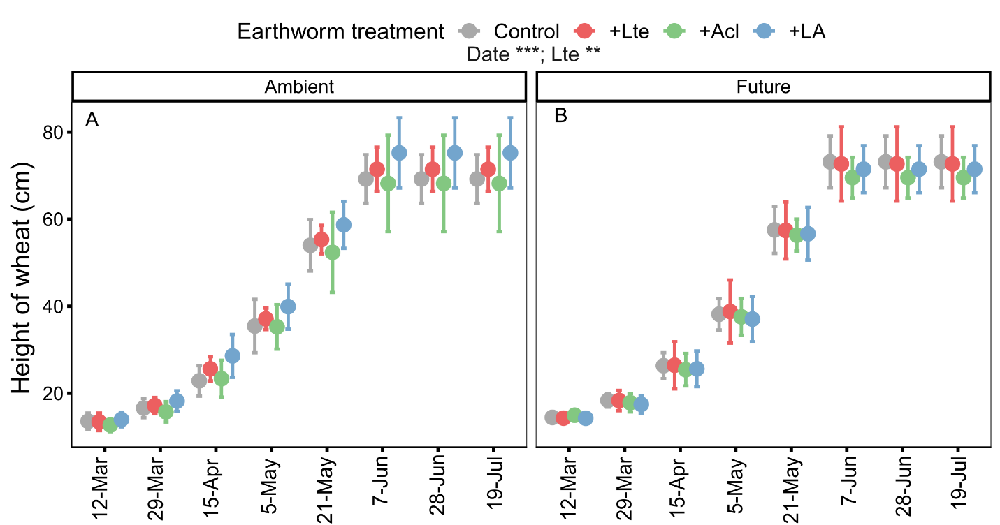 Earthworm treatment Control +Lte +Acl +LA
Date ***; Lte **
Ambient Future
A B
80
60
40
20
Height of wheat (cm)
12-Mar 29-Mar 15-Apr 5-May 21-May 7-Jun 28-Jun 19-Jul 12-Mar 29-Mar 15-Apr 5-May 21-May 7-Jun 28-Jun 19-Jul